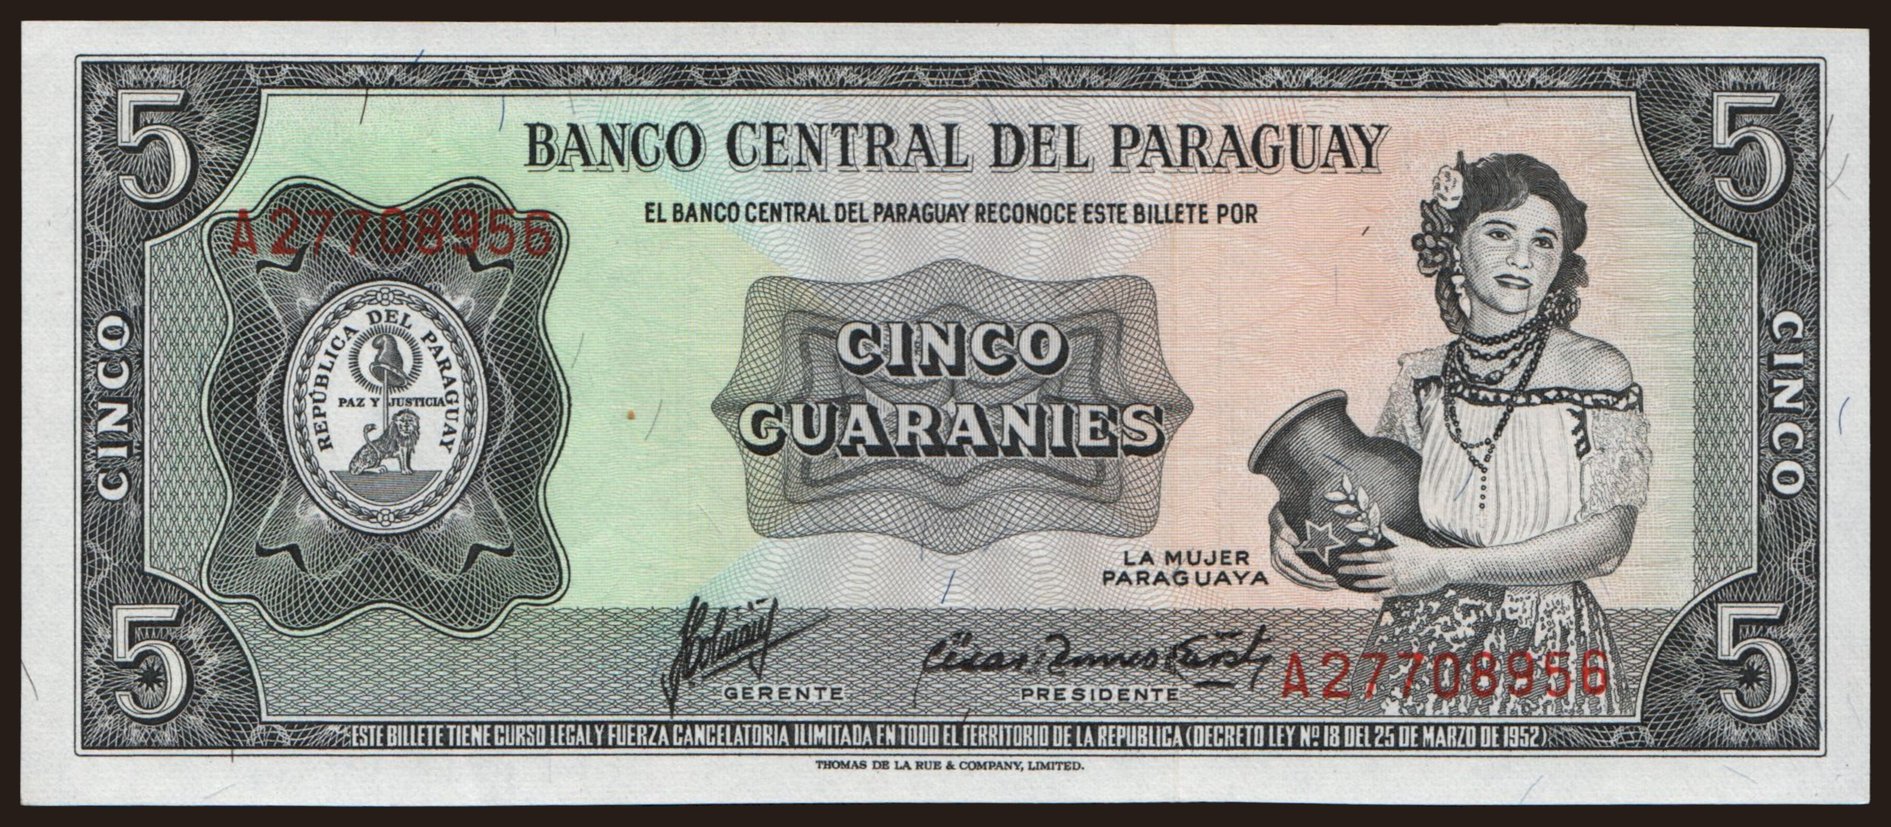 5 5
BANCO CENTRAL DEL PARAGUAY
EL BANCO CENTRAL DEL PARAGUAY RECONOCE ESTE BILLETE POR
A27708956
REPÚBLICA DEL PARAGUAY
PAZ Y JUSTICIA
CINCO
CINCO
GUARANIES
CINCO
LA MUJER
PARAGUAYA
GERENTE
PRESIDENTE
A27708956
5 5
ESTE BILLETE TIENE CURSO LEGAL Y FUERZA CANCELATORIA ILIMITADA EN TODO EL TERRITORIO DE LA REPUBLICA (DECRETO LEY Nº 18 DEL 25 DE MARZO DE 1952)
THOMAS DE LA RUE & COMPANY, LIMITED.